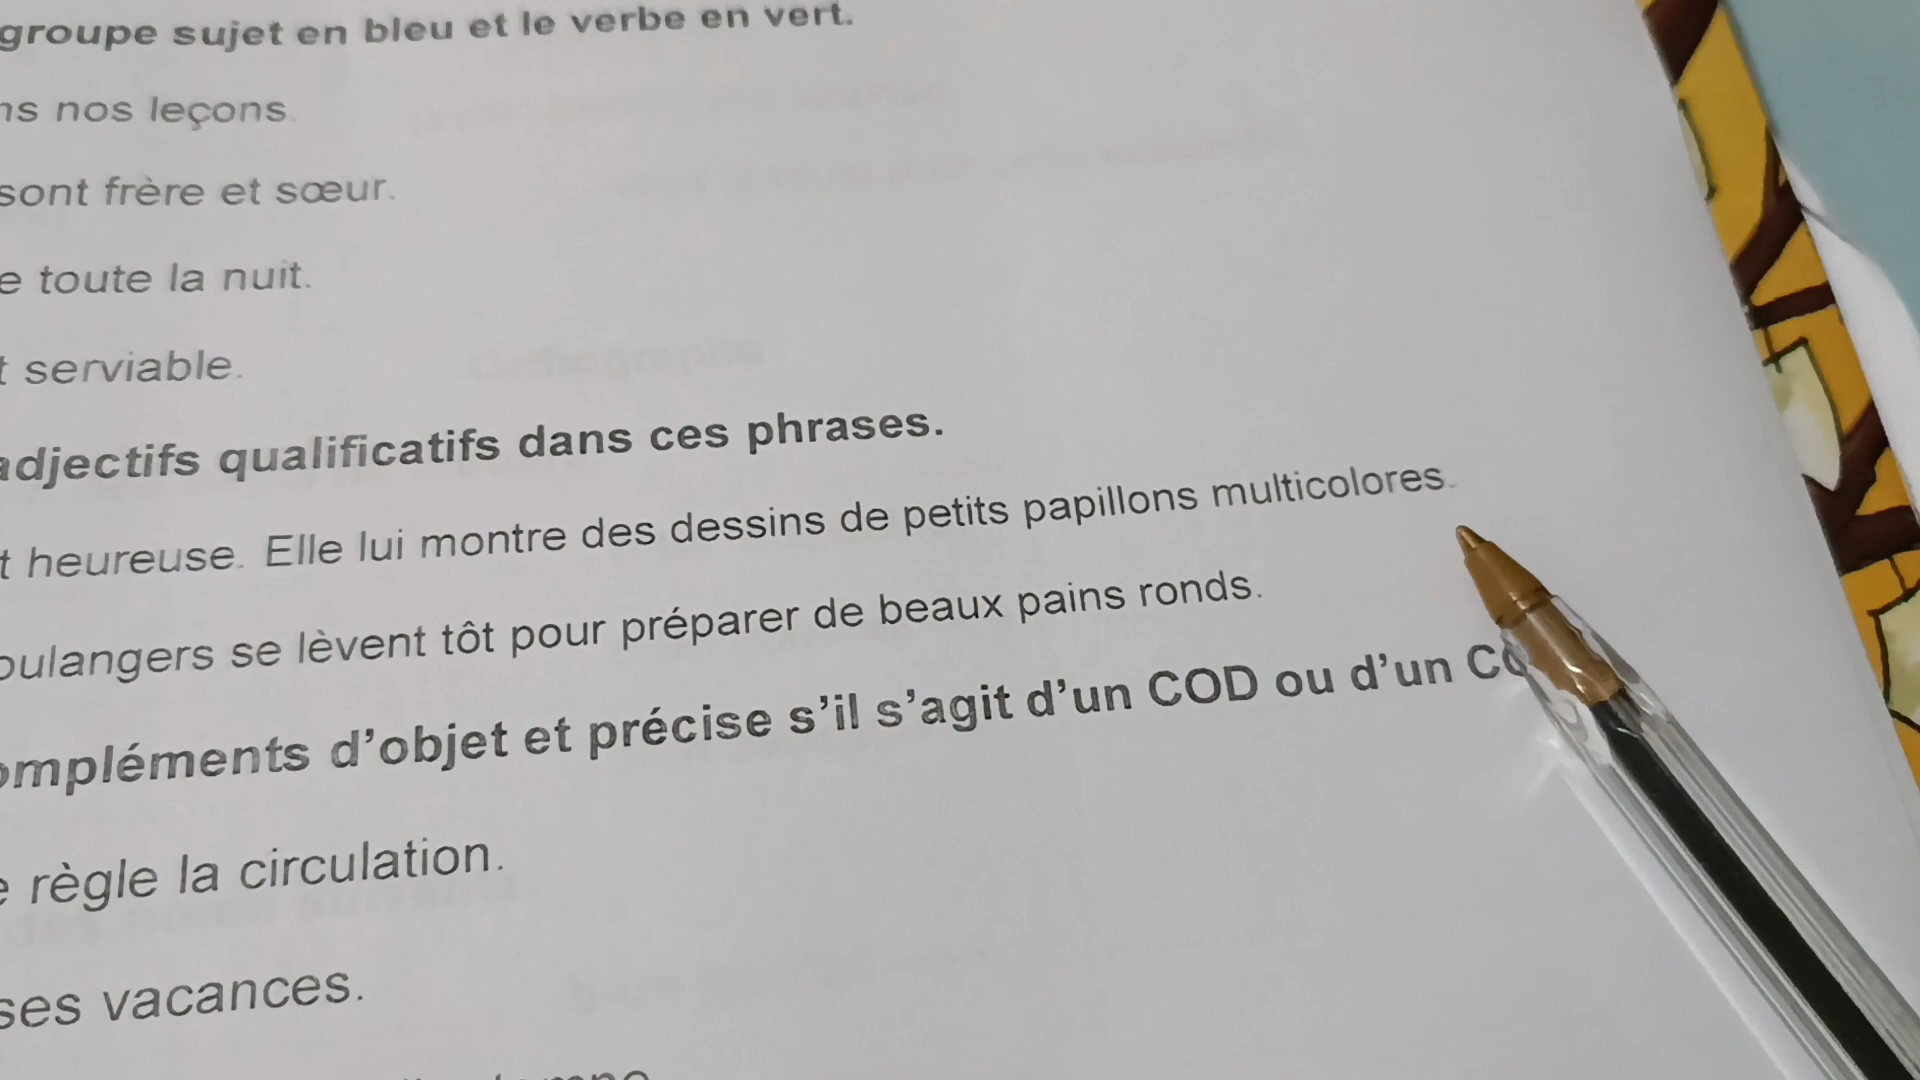 groupe sujet en bleu et le verbe en vert.
nos leçons.
sont frère et sœur.
toute la nuit.
serviable.
adjectifs qualificatifs dans ces phrases.
heureuse. Elle lui montre des dessins de petits papillons multicolores.
oulangers se lèvent tôt pour préparer de beaux pains ronds.
ompléments d'objet et précise s'il s'agit d'un COD ou d'un
règle la circulation.
ses vacances.